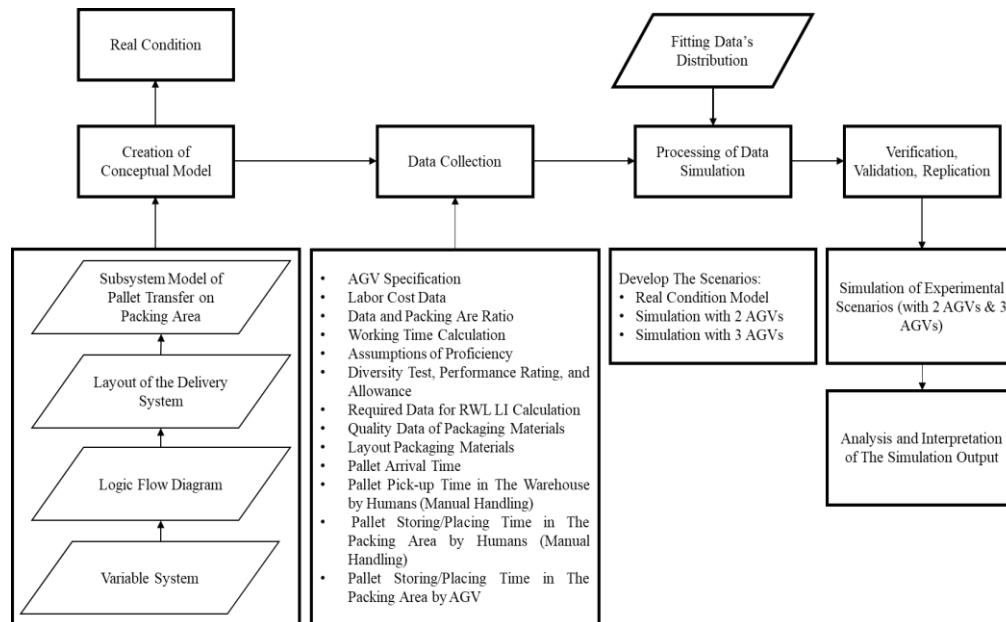 Real Condition
Fitting Data's
Distribution
Creation of
Conceptual Model
Data Collection
Processing of Data
Simulation
Verification,
Validation, Replication
Subsystem Model of
Pallet Transfer on
Packing Area
Layout of the Delivery
System
Logic Flow Diagram
Variable System
• AGV Specification
• Labor Cost Data
• Data and Packing Are Ratio
• Working Time Calculation
• Assumptions of Proficiency
• Diversity Test, Performance Rating, and
Allowance
• Required Data for RWL LI Calculation
• Quality Data of Packaging Materials
• Layout Packaging Materials
• Pallet Arrival Time
• Pallet Pick-up Time in The Warehouse
by Humans (Manual Handling)
• Pallet Storing/Placing Time in The
Packing Area by Humans (Manual
Handling)
• Pallet Storing/Placing Time in The
Packing Area by AGV
Develop The Scenarios:
• Real Condition Model
• Simulation with 2 AGVs
• Simulation with 3 AGVs
Simulation of Experimental
Scenarios (with 2 AGVs & 3
AGVs)
Analysis and Interpretation
of The Simulation Output